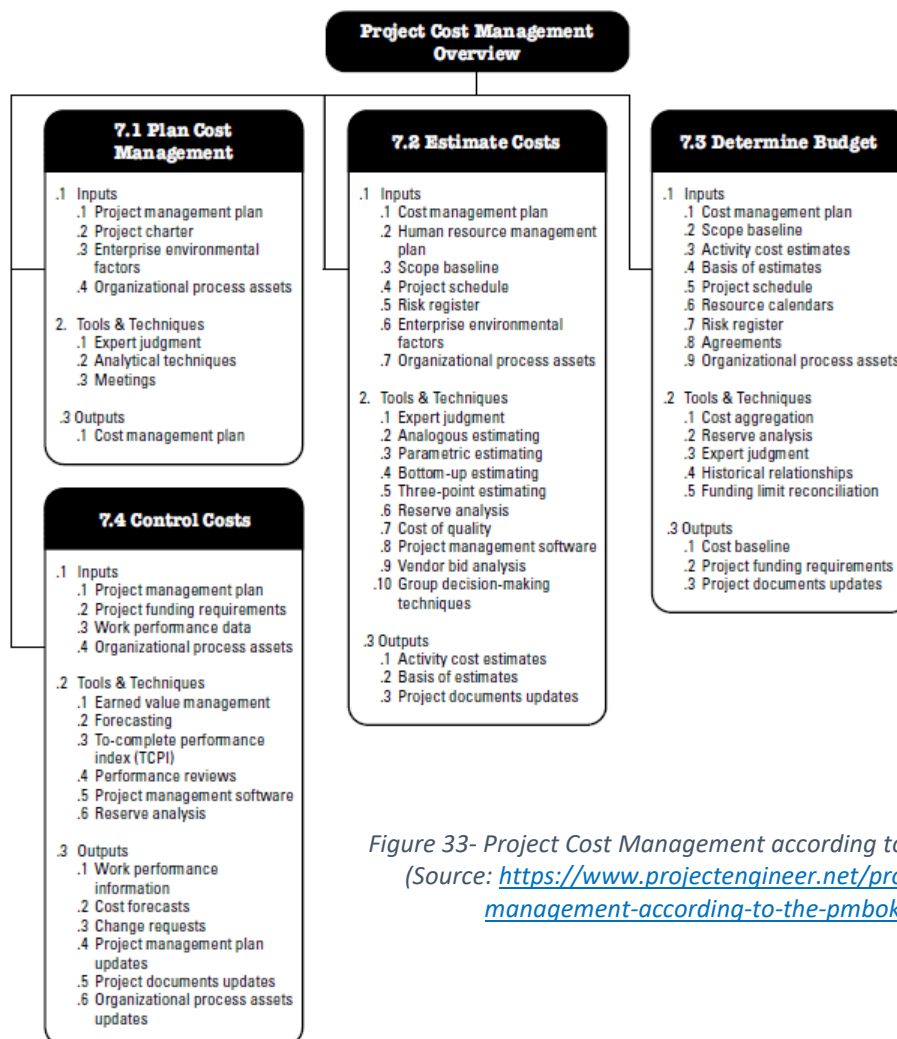 Project Cost Management
Overview
7.1 Plan Cost
Management
.1 Inputs
.1 Project management plan
.2 Project charter
.3 Enterprise environmental
factors
.4 Organizational process assets
2. Tools & Techniques
.1 Expert judgment
.2 Analytical techniques
.3 Meetings
.3 Outputs
.1 Cost management plan
7.2 Estimate Costs
.1 Inputs
.1 Cost management plan
.2 Human resource management
plan
.3 Scope baseline
.4 Project schedule
.5 Risk register
.6 Enterprise environmental
factors
.7 Organizational process assets
2. Tools & Techniques
.1 Expert judgment
.2 Analogous estimating
.3 Parametric estimating
.4 Bottom-up estimating
.5 Three-point estimating
.6 Reserve analysis
.7 Cost of quality
.8 Project management software
.9 Vendor bid analysis
.10 Group decision-making
techniques
.3 Outputs
.1 Activity cost estimates
.2 Basis of estimates
.3 Project documents updates
7.3 Determine Budget
.1 Inputs
.1 Cost management plan
.2 Scope baseline
.3 Activity cost estimates
.4 Basis of estimates
.5 Project schedule
.6 Resource calendars
.7 Risk register
.8 Agreements
.9 Organizational process assets
.2 Tools & Techniques
.1 Cost aggregation
.2 Reserve analysis
.3 Expert judgment
.4 Historical relationships
.5 Funding limit reconciliation
.3 Outputs
.1 Cost baseline
.2 Project funding requirements
.3 Project documents updates
7.4 Control Costs
.1 Inputs
.1 Project management plan
.2 Project funding requirements
.3 Work performance data
.4 Organizational process assets
.2 Tools & Techniques
.1 Earned value management
.2 Forecasting
.3 To-complete performance
index (TCPI)
.4 Performance reviews
.5 Project management software
.6 Reserve analysis
.3 Outputs
.1 Work performance
information
.2 Cost forecasts
.3 Change requests
.4 Project management plan
updates
.5 Project documents updates
.6 Organizational process assets
updates
Figure 33- Project Cost Management according to
(Source: https://www.projectengineer.net/pro
management-according-to-the-pmbok